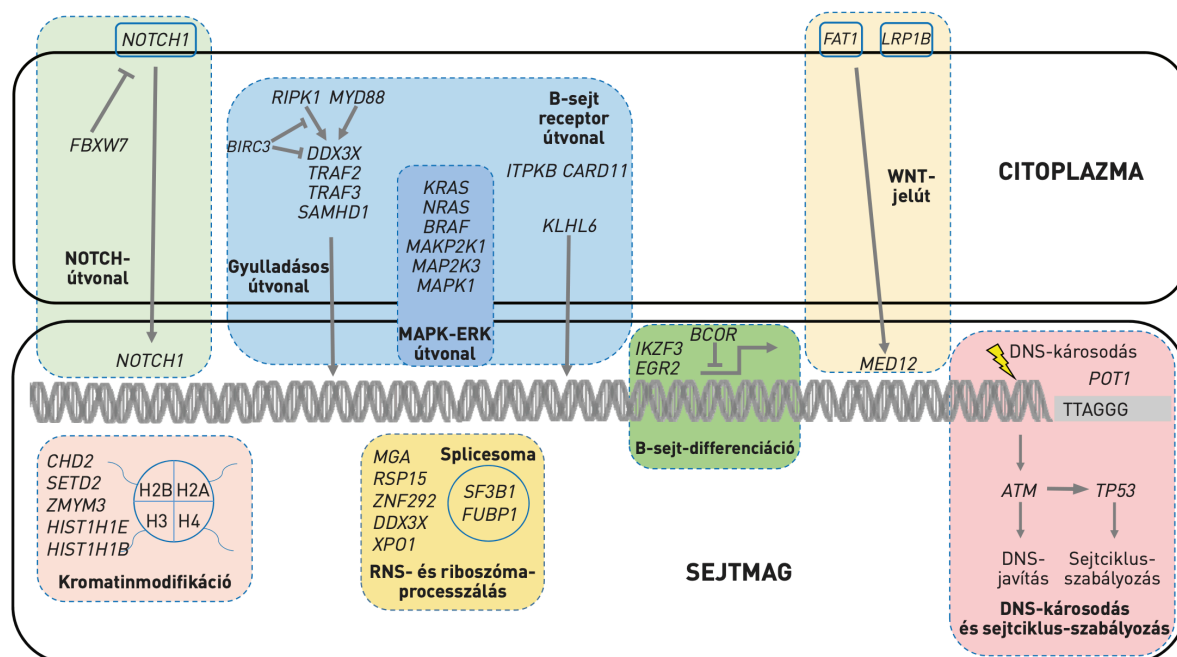 NOTCH1
FBXW7
NOTCH-
útvonal
NOTCH1
RIPK1 MYD88
BIRC3
DDX3X
TRAF2
TRAF3
SAMHD1
Gyulladásos
útvonal
KRAS
NRAS
BRAF
MAKP2K1
MAP2K3
MAPK1
MAPK-ERK
útvonal
B-sejt
receptor
útvonal
ITPKB CARD11
KLHL6
FAT1 LRP1B
WNT-
jelút
MED12
CITOPLAZMA
BCOR
IKZF3
EGR2
B-sejt-differenciáció
DNS-károsodás
POT1
TTAGGG
ATM TP53
DNS-
javítás
Sejtciklus-
szabályozás
DNS-károsodás
és sejtciklus-szabályozás
CHD2
SETD2
ZMYM3
HIST1H1E
HIST1H1B
H2B H2A
H3 H4
Kromatinmodifikáció
MGA
RSP15
ZNF292
DDX3X
XPO1
Splicesoma
SF3B1
FUBP1
RNS- és riboszóma-
processzálás
SEJTMAG